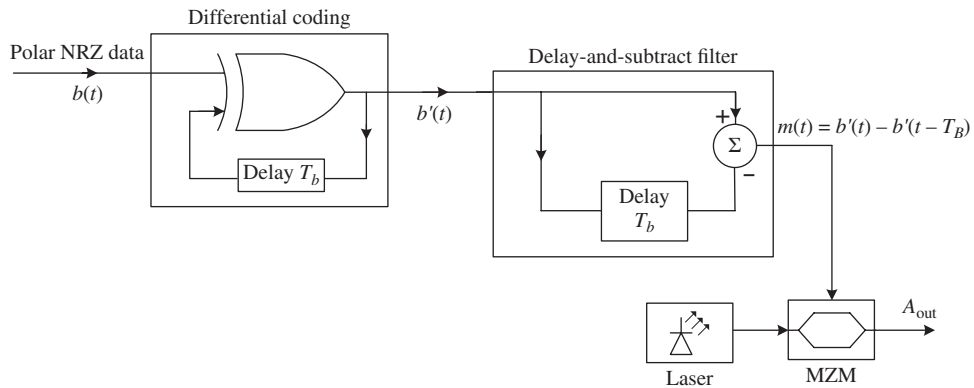 Differential coding
Polar NRZ data
b(t)
Delay T_b
b′(t)
Delay-and-subtract filter
+
Σ
−
Delay
T_b
m(t) = b′(t) − b′(t − T_B)
Laser
MZM
A_out